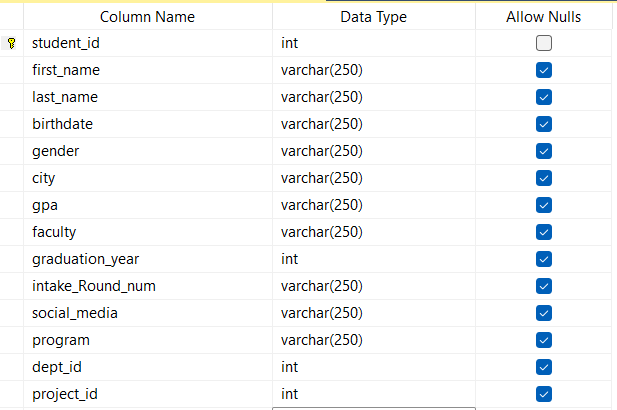 Column Name Data Type Allow Nulls
student_id int
first_name varchar(250)
last_name varchar(250)
birthdate varchar(250)
gender varchar(250)
city varchar(250)
gpa varchar(250)
faculty varchar(250)
graduation_year int
intake_Round_num varchar(250)
social_media varchar(250)
program varchar(250)
dept_id int
project_id int